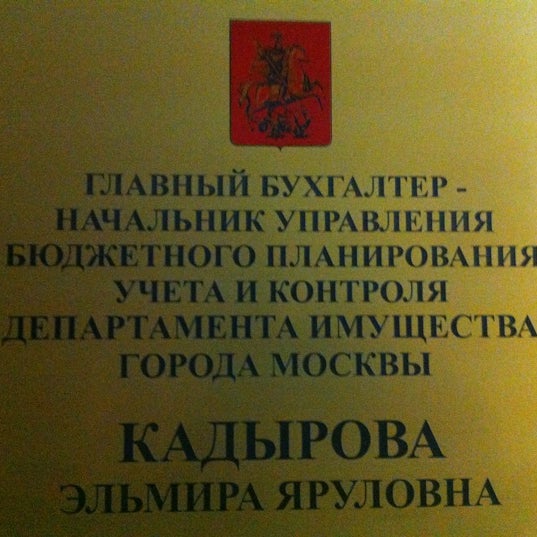 ГЛАВНЫЙ БУХГАЛТЕР -
НАЧАЛЬНИК УПРАВЛЕНИЯ
БЮДЖЕТНОГО ПЛАНИРОВАНИЯ
УЧЕТА И КОНТРОЛЯ
ДЕПАРТАМЕНТА ИМУЩЕСТВА
ГОРОДА МОСКВЫ
КАДЫРОВА
ЭЛЬМИРА ЯРУЛОВНА